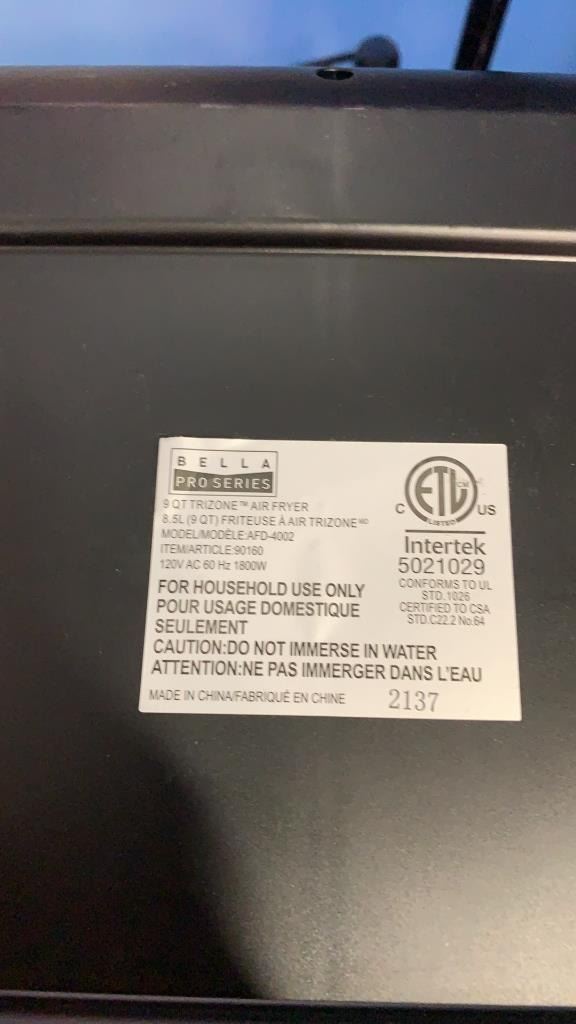 BELLA
PRO SERIES
9 QT TRIZONE™ AIR FRYER
8.5L (9 QT) FRITEUSE À AIR TRIZONE
MODEL/MODÈLE:AFD-4002
ITEM/ARTICLE:90160
120V AC 60 Hz 1800W
FOR HOUSEHOLD USE ONLY
POUR USAGE DOMESTIQUE
SEULEMENT
CAUTION:DO NOT IMMERSE IN WATER
ATTENTION:NE PAS IMMERGER DANS L'EAU
MADE IN CHINA/FABRIQUÉ EN CHINE
2137
ETL CM
LISTED
C US
Intertek
5021029
CONFORMS TO UL
STD.1026
CERTIFIED TO CSA
STD.C22.2 No.64